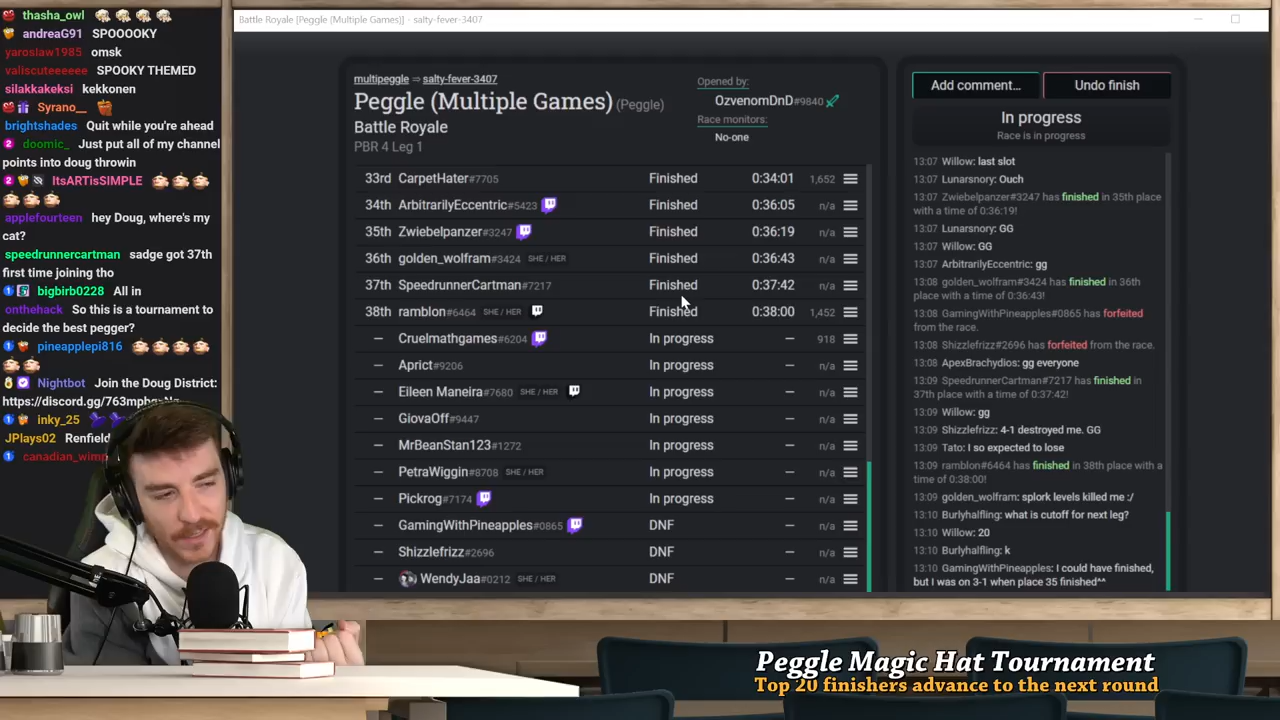 thasha_owl
andreaG91 SPOOOOKY
yaroslaw1985 omsk
valiscuteeeeee SPOOKY THEMED
silakkakeksi kekkonen
Syrano__
brightshades Quit while you're ahead
doomic_ Just put all of my channel
points into doug throwin
ItsARTisSIMPLE
applefourteen hey Doug, where's my
cat?
speedrunnercartman sadge got 37th
first time joining tho
bigbirb0228 All in
onthehack So this is a tournament to
decide the best pegger?
pineapplepi816
Nightbot Join the Doug District:
inky_25
JPlays02
Battle Royale [Peggle (Multiple Games)] - salty-fever-3407
multipeggle ⇒ salty-fever-3407
Peggle (Multiple Games) (Peggle)
Battle Royale
PBR 4 Leg 1
Opened by:
OzvenomDnD#9840
Race monitors:
No-one
33rd CarpetHater#7705 Finished 0:34:01 1,652
34th ArbitrarilyEccentric#5423 Finished 0:36:05 n/a
35th Zwiebelpanzer#3247 Finished 0:36:19 n/a
36th golden_wolfram#3424 SHE / HER Finished 0:36:43 n/a
37th SpeedrunnerCartman#7217 Finished 0:37:42 n/a
38th ramblon#6464 SHE / HER Finished 0:38:00 1,452
— Cruelmathgames#6204 In progress — 918
— Aprict#9206 In progress — n/a
— Eileen Maneira#7680 SHE / HER In progress — n/a
— GiovaOff#9447 In progress — n/a
— MrBeanStan123#1272 In progress — n/a
— PetraWiggin#8708 SHE / HER In progress — n/a
— Pickrog#7174 In progress — n/a
— GamingWithPineapples#0865 DNF — n/a
— Shizzlefrizz#2696 DNF — n/a
— WendyJaa#0212 SHE / HER DNF — n/a
Add comment… Undo finish
In progress
Race is in progress
13:07 Willow: last slot
13:07 Lunarsnory: Ouch
13:07 Zwiebelpanzer#3247 has finished in 35th place
with a time of 0:36:19!
13:07 Lunarsnory: GG
13:07 Willow: GG
13:07 ArbitrarilyEccentric: gg
13:08 golden_wolfram#3424 has finished in 36th
place with a time of 0:36:43!
13:08 GamingWithPineapples#0865 has forfeited
from the race.
13:08 Shizzlefrizz#2696 has forfeited from the race.
13:08 ApexBrachydios: gg everyone
13:09 SpeedrunnerCartman#7217 has finished in
37th place with a time of 0:37:42!
13:09 Willow: gg
13:09 Shizzlefrizz: 4-1 destroyed me. GG
13:09 Tato: I so expected to lose
13:09 ramblon#6464 has finished in 38th place with a
time of 0:38:00!
13:09 golden_wolfram: splork levels killed me :/
13:10 Burlyhalfling: what is cutoff for next leg?
13:10 Willow: 20
13:10 Burlyhalfling: k
13:10 GamingWithPineapples: I could have finished,
but I was on 3-1 when place 35 finished^^
Peggle Magic Hat Tournament
Top 20 finishers advance to the next round